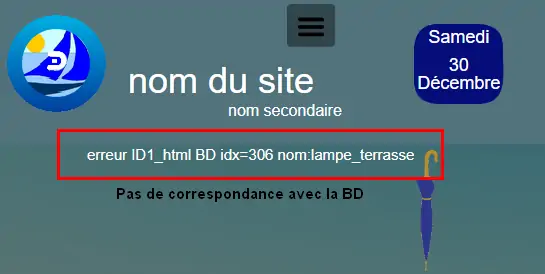 Samedi
30
Décembre
nom du site
nom secondaire
erreur ID1_html BD idx=306 nom:lampe_terrasse
Pas de correspondance avec la BD